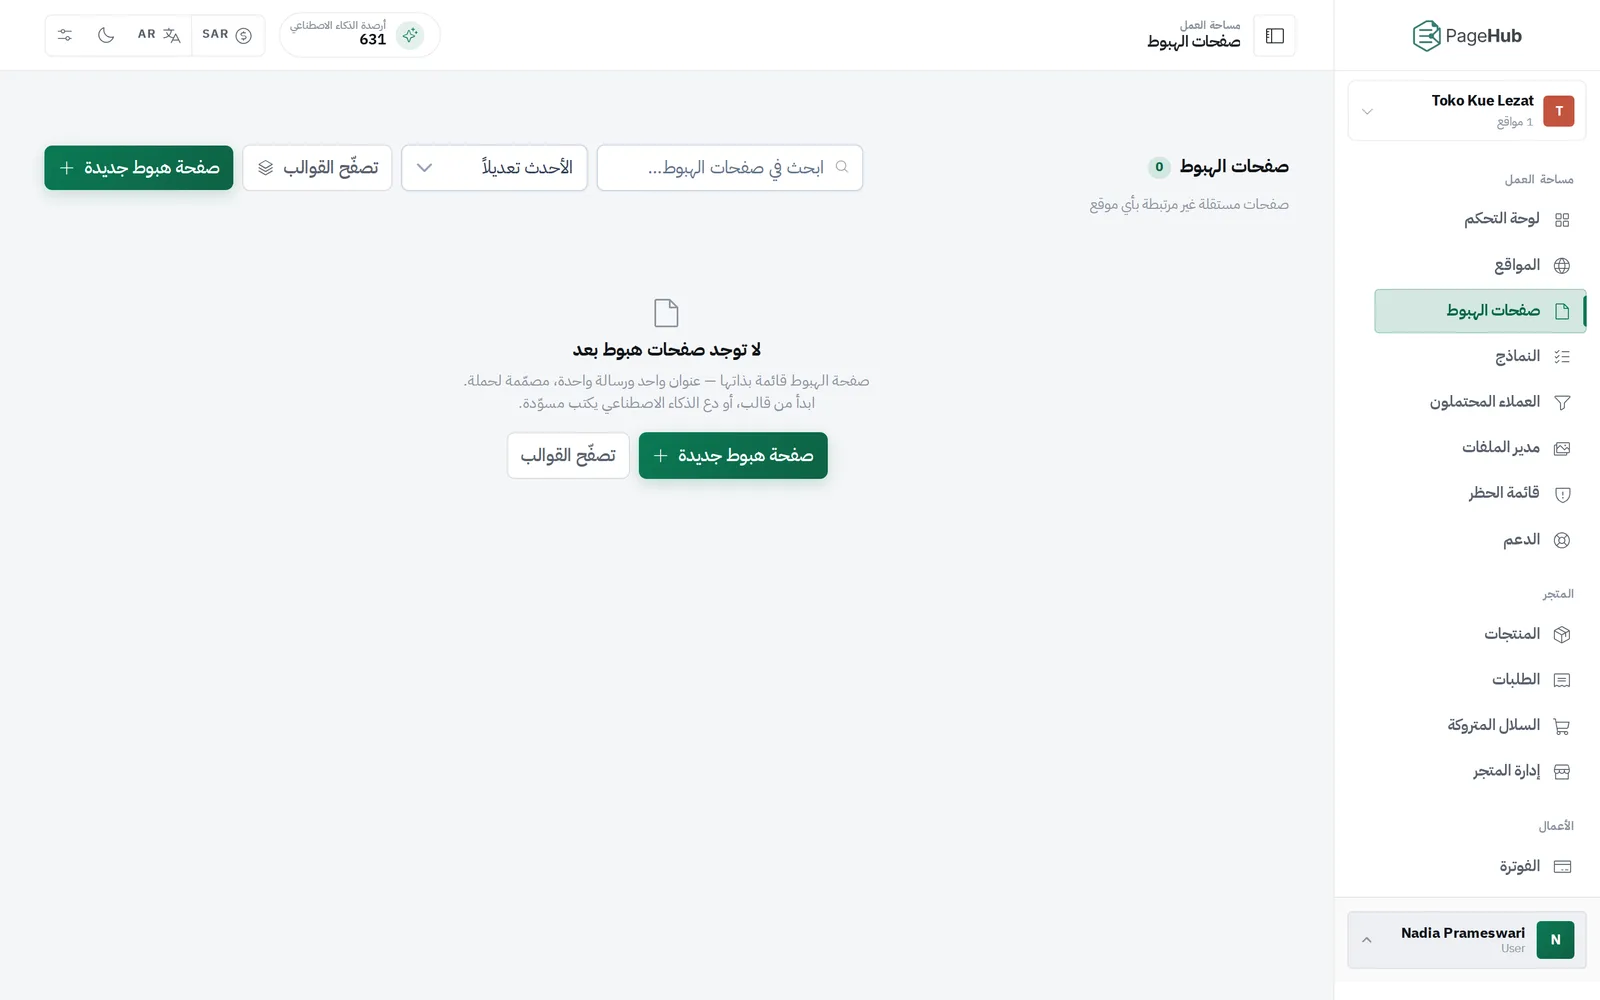 PageHub
Toko Kue Lezat
1 مواقع
T
مساحة العمل
لوحة التحكم
المواقع
صفحات الهبوط
النماذج
العملاء المحتملون
مدير الملفات
قائمة الحظر
الدعم
المتجر
المنتجات
الطلبات
السلال المتروكة
إدارة المتجر
الأعمال
الفوترة
Nadia Prameswari
User
N
مساحة العمل
صفحات الهبوط
أرصدة الذكاء الاصطناعي
631
SAR
AR
صفحات الهبوط 0
صفحات مستقلة غير مرتبطة بأي موقع
ابحث في صفحات الهبوط...
الأحدث تعديلاً
تصفّح القوالب
صفحة هبوط جديدة
لا توجد صفحات هبوط بعد
صفحة الهبوط قائمة بذاتها — عنوان واحد ورسالة واحدة، مصمّمة لحملة.
ابدأ من قالب، أو دع الذكاء الاصطناعي يكتب مسوّدة.
صفحة هبوط جديدة
تصفّح القوالب